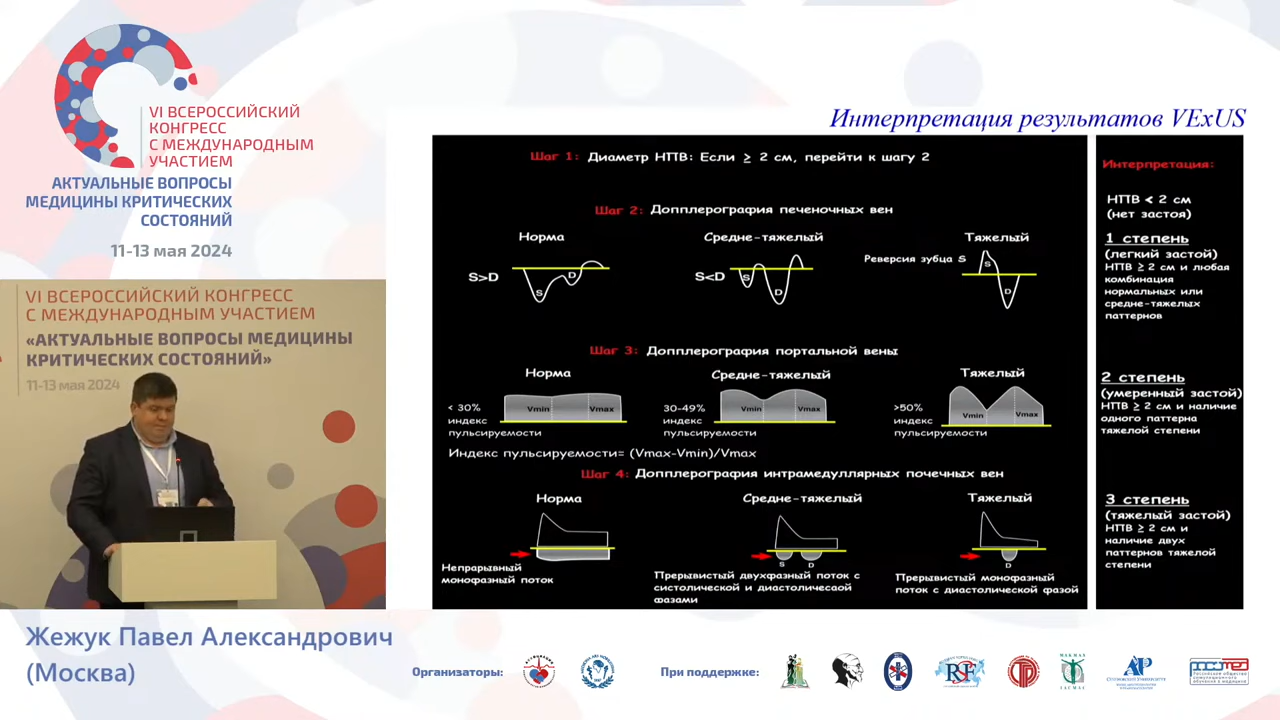 VI ВСЕРОССИЙСКИЙ
КОНГРЕСС
С МЕЖДУНАРОДНЫМ
УЧАСТИЕМ
АКТУАЛЬНЫЕ ВОПРОСЫ
МЕДИЦИНЫ КРИТИЧЕСКИХ
СОСТОЯНИЙ
11-13 мая 2024
VI ВСЕРОССИЙСКИЙ КОНГРЕСС
С МЕЖДУНАРОДНЫМ УЧАСТИЕМ
«АКТУАЛЬНЫЕ ВОПРОСЫ МЕДИЦИНЫ
КРИТИЧЕСКИХ СОСТОЯНИЙ»
11-13 мая 2024
Жежук Павел Александрович
(Москва)
Интерпретация результатов VExUS
Шаг 1: Диаметр НПВ: Если ≥ 2 см, перейти к шагу 2
Шаг 2: Допплерография печеночных вен
Норма
Средне-тяжелый
Тяжелый
S>D
S
D
S<D
S
D
Реверсия зубца S
S
D
Шаг 3: Допплерография портальной вены
Норма
Средне-тяжелый
Тяжелый
< 30%
индекс
пульсируемости
Vmin
Vmax
30-49%
индекс
пульсируемости
Vmin
Vmax
>50%
индекс
пульсируемости
Vmin
Vmax
Индекс пульсируемости= (Vmax-Vmin)/Vmax
Шаг 4: Допплерография интрамедуллярных почечных вен
Норма
Средне-тяжелый
Тяжелый
S
D
D
Непрарывный
монофазный поток
Прерывистый двухфазный поток с
систолической и диастоличесаой
фазами
Прерывистый монофазный
поток с диастолической фазой
Интерпретация:
НПВ < 2 см
(нет застоя)
1 степень
(легкий застой)
НПВ ≥ 2 см и любая
комбинация
нормальных или
средне-тяжелых
паттернов
2 степень
(умеренный застой)
НПВ ≥ 2 см и наличие
одного паттерна
тяжелой степени
3 степень
(тяжелый застой)
НПВ ≥ 2 см и
наличие двух
паттернов тяжелой
степени
Организаторы:
При поддержке: